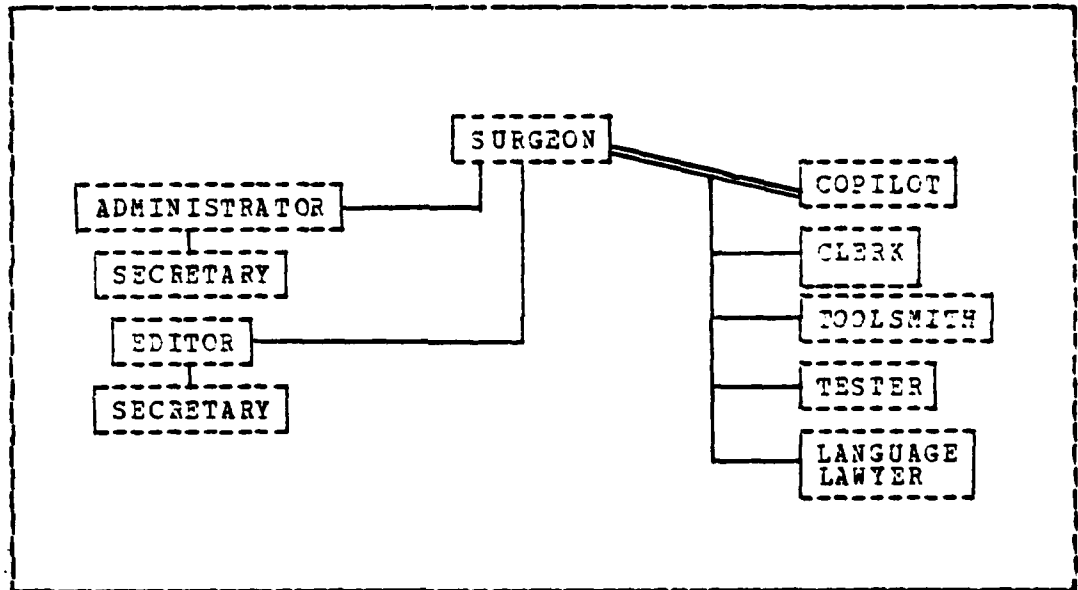 SURGEON
COPILOT
ADMINISTRATOR
CLERK
SECRETARY
TOOLSMITH
EDITOR
TESTER
SECRETARY
LANGUAGE
LAWYER